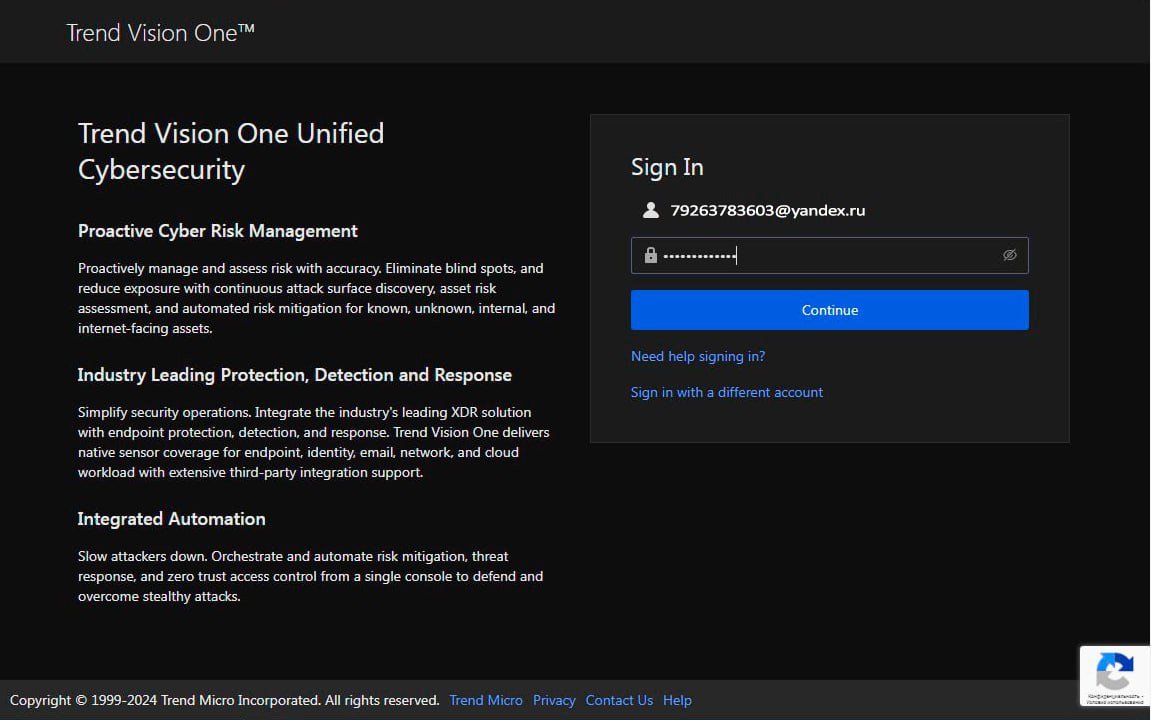 Trend Vision One™
Trend Vision One Unified
Cybersecurity
Proactive Cyber Risk Management
Proactively manage and assess risk with accuracy. Eliminate blind spots, and
reduce exposure with continuous attack surface discovery, asset risk
assessment, and automated risk mitigation for known, unknown, internal, and
internet-facing assets.
Industry Leading Protection, Detection and Response
Simplify security operations. Integrate the industry's leading XDR solution
with endpoint protection, detection, and response. Trend Vision One delivers
native sensor coverage for endpoint, identity, email, network, and cloud
workload with extensive third-party integration support.
Integrated Automation
Slow attackers down. Orchestrate and automate risk mitigation, threat
response, and zero trust access control from a single console to defend and
overcome stealthy attacks.
Sign In
79263783603@yandex.ru
•••••••••••••
Continue
Need help signing in?
Sign in with a different account
Конфиденциальность -
Условия использования
Copyright © 1999-2024 Trend Micro Incorporated. All rights reserved. Trend Micro Privacy Contact Us Help